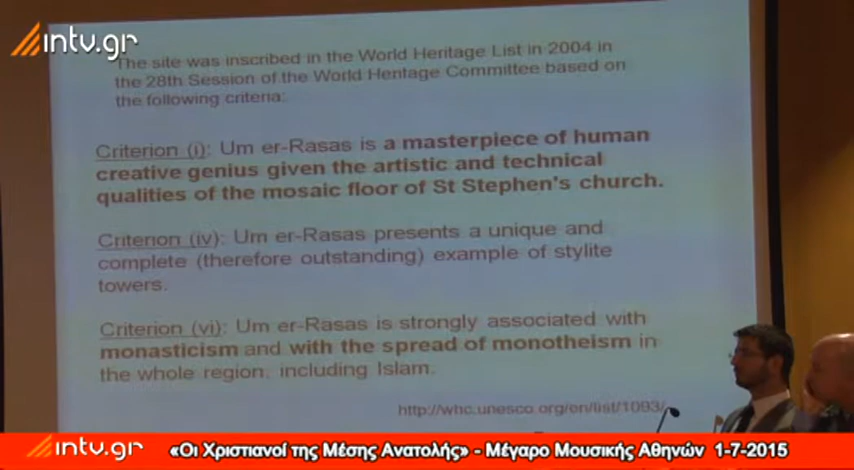 intv.gr
The site was inscribed in the World Heritage List in 2004 in
the 28th Session of the World Heritage Committee based on
the following criteria:
Criterion (i): Um er-Rasas is a masterpiece of human
creative genius given the artistic and technical
qualities of the mosaic floor of St Stephen's church.
Criterion (iv): Um er-Rasas presents a unique and
complete (therefore outstanding) example of stylite
towers.
Criterion (vi): Um er-Rasas is strongly associated with
monasticism and with the spread of monotheism in
the whole region, including Islam.
http://whc.unesco.org/en/list/1093/
intv.gr «Οι Χριστιανοί της Μέσης Ανατολής» - Μέγαρο Μουσικής Αθηνών 1-7-2015